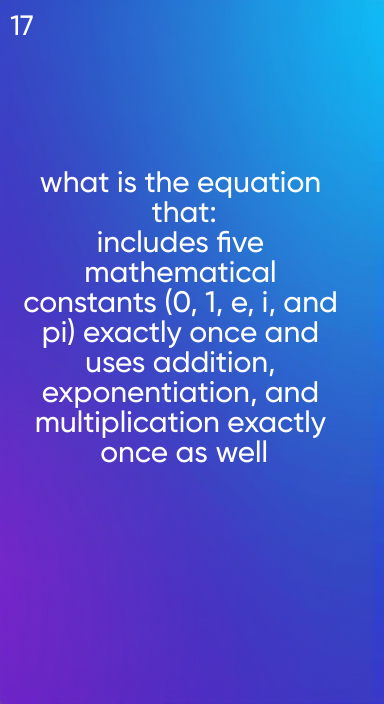 17
what is the equation
that:
includes five
mathematical
constants (0, 1, e, i, and
pi) exactly once and
uses addition,
exponentiation, and
multiplication exactly
once as well